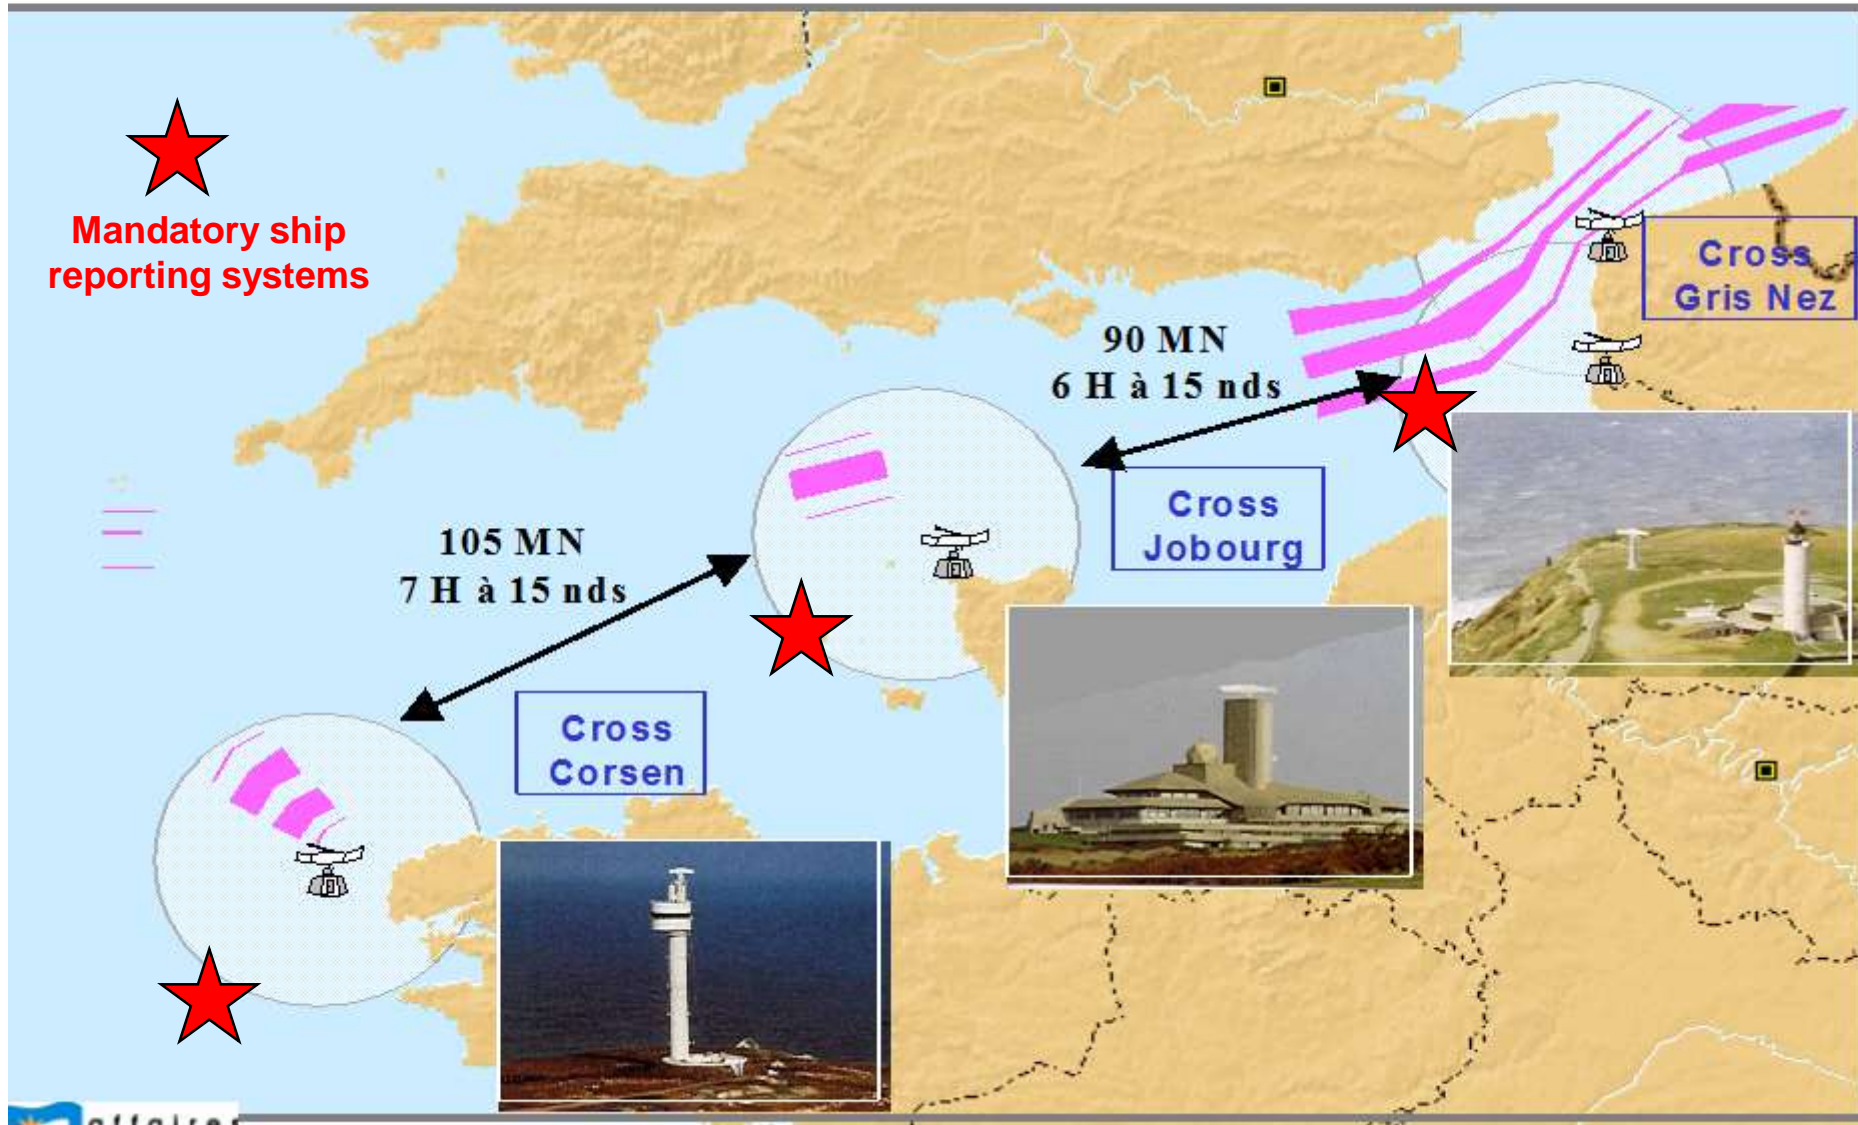 Mandatory ship
reporting systems
Cross
Gris Nez
90 MN
6 H à 15 nds
Cross
Jobourg
105 MN
7 H à 15 nds
Cross
Corsen